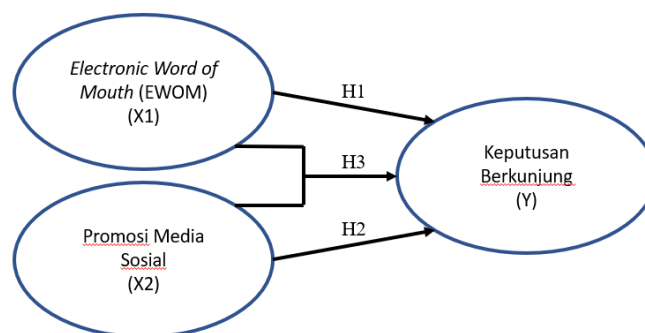 Electronic Word of
Mouth (EWOM)
(X1)
H1
H3
Keputusan
Berkunjung
(Y)
Promosi Media
Sosial
(X2)
H2